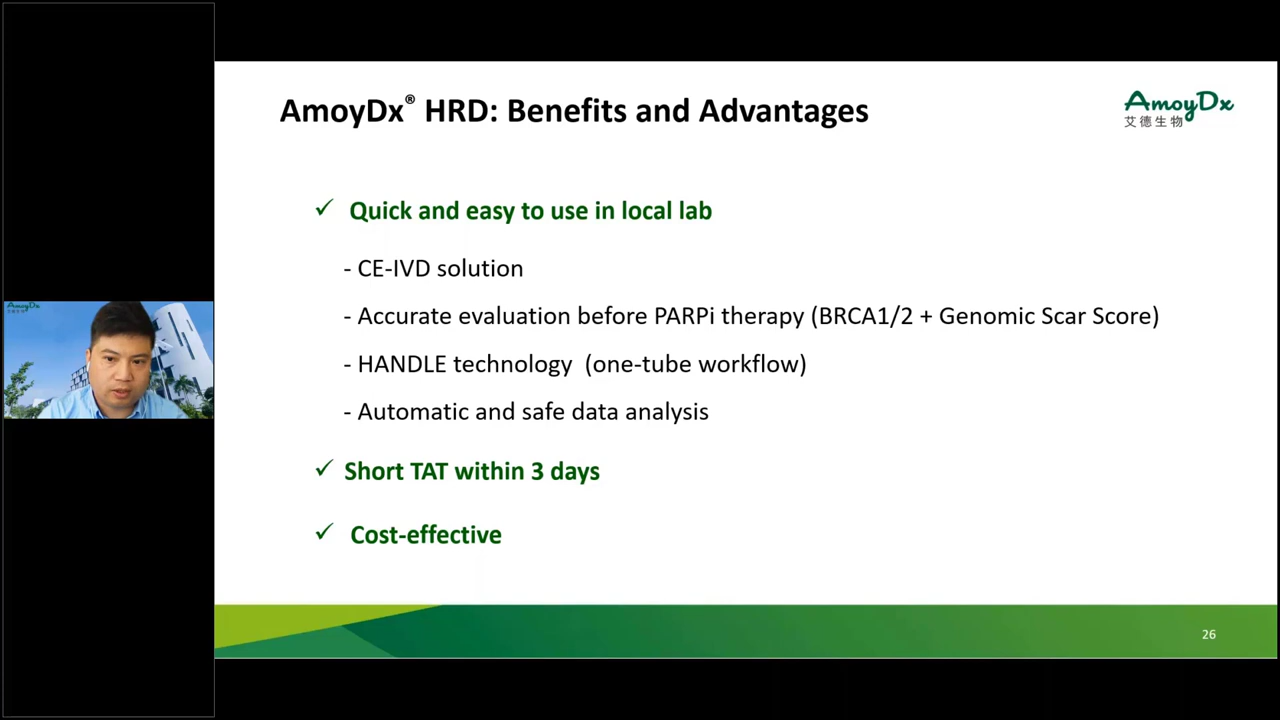 AmoyDx® HRD: Benefits and Advantages
AmoyDx
艾德生物
✓ Quick and easy to use in local lab
- CE-IVD solution
- Accurate evaluation before PARPi therapy (BRCA1/2 + Genomic Scar Score)
- HANDLE technology (one-tube workflow)
- Automatic and safe data analysis
✓ Short TAT within 3 days
✓ Cost-effective
26
AmoyDx